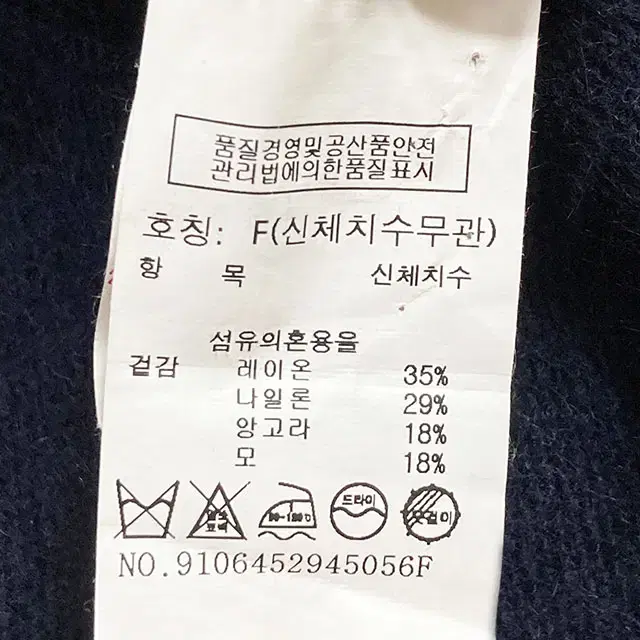 품질경영및공산품안전
관리법에의한품질표시
호칭: F(신체치수무관)
항 목 신체치수
섬유의혼용율
겉감 레이온 35%
나일론 29%
앙고라 18%
모 18%
드라이
옷걸이
NO.9106452945056F